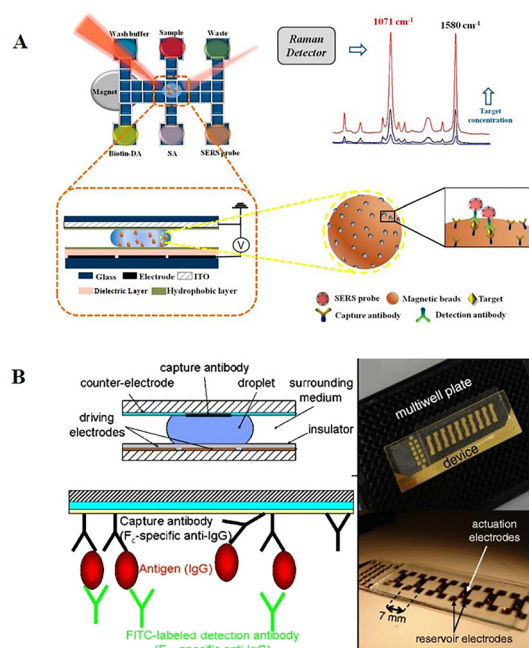 A
Wash buffer
Sample
Waste
Magnet
Biotin-DA
SA
SERS probe
Raman
Detector
1071 cm-1
1580 cm-1
Target
concentration
V
Glass
Electrode
ITO
Dielectric Layer
Hydrophobic layer
SERS probe
Magnetic beads
Target
Capture antibody
Detection antibody
B
capture antibody
counter-electrode
droplet
surrounding
medium
driving
electrodes
insulator
Capture antibody
(FC-specific anti-IgG)
Antigen (IgG)
FITC-labeled detection antibody
specific anti-IgG)
multiwell plate
device
actuation
electrodes
7 mm
reservoir electrodes